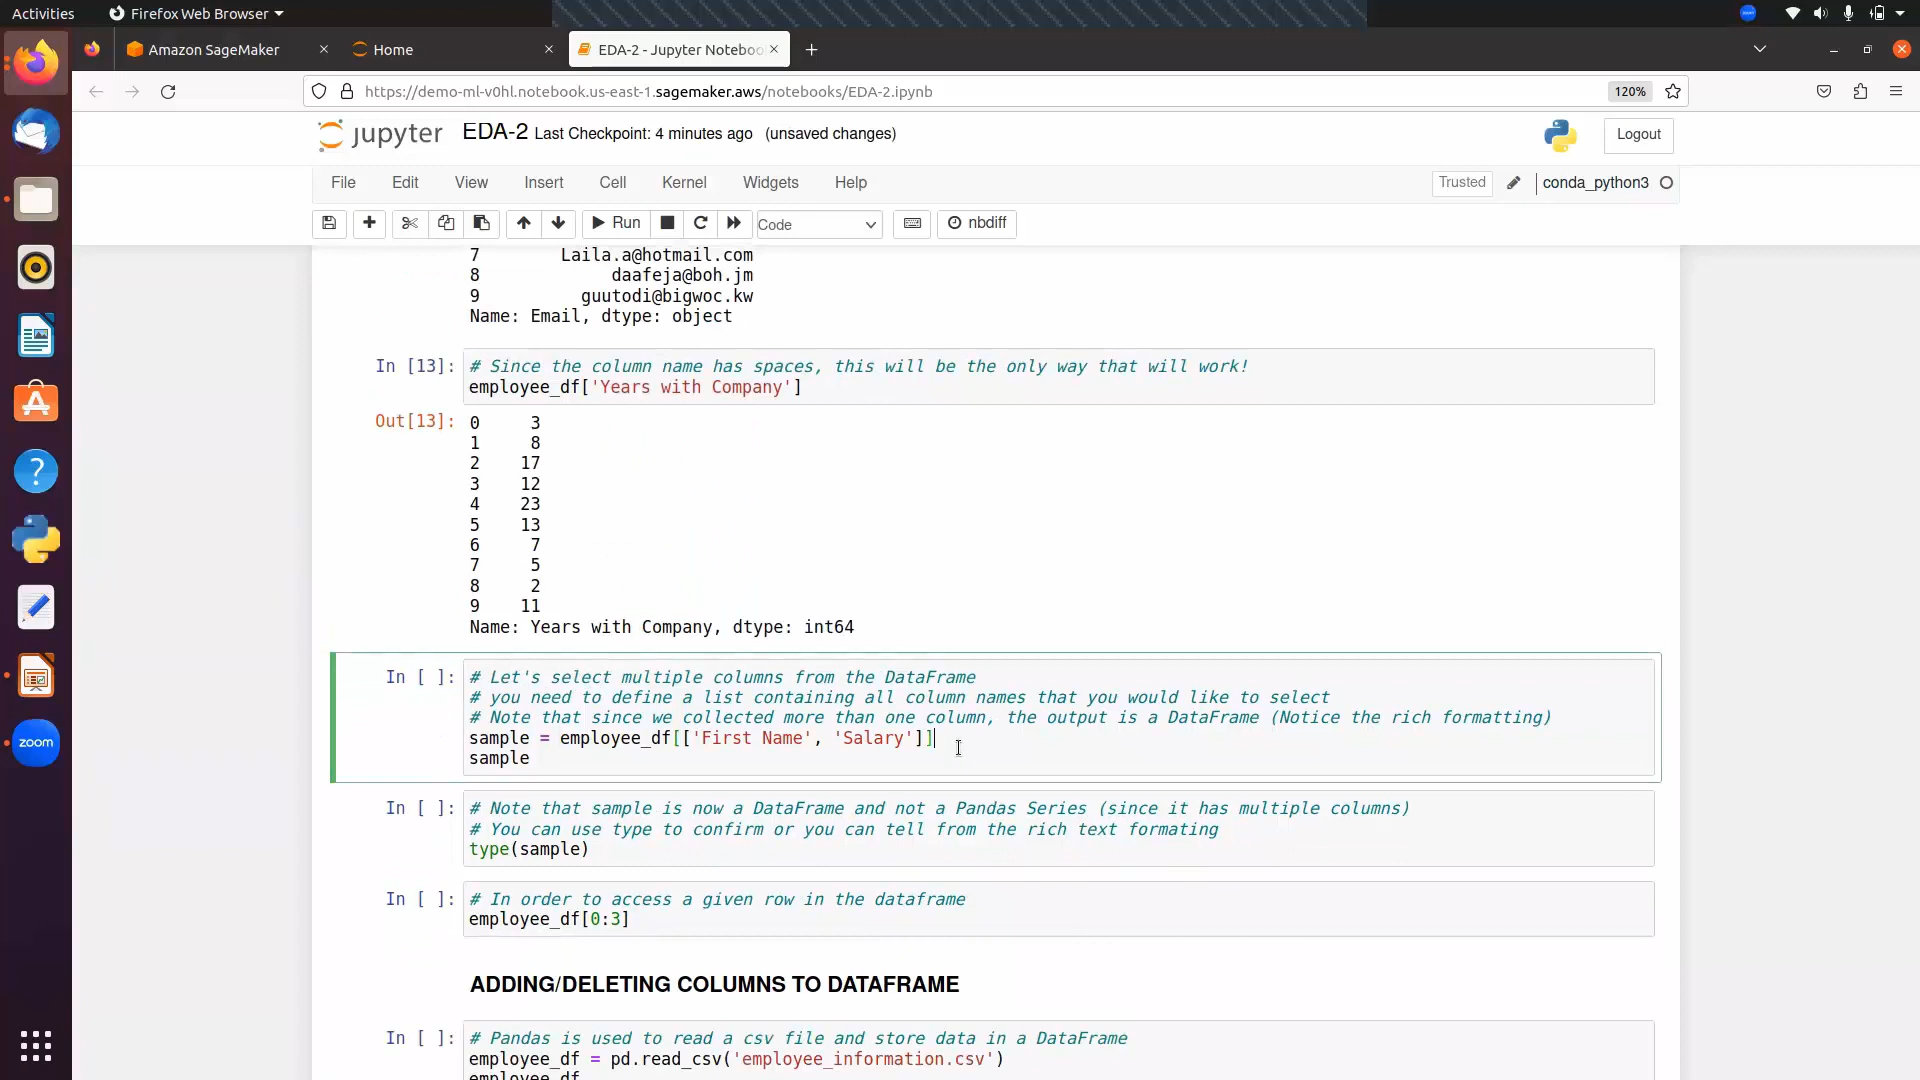 Activities
Firefox Web Browser
Amazon SageMaker
Home
EDA-2 - Jupyter Noteboo
https://demo-ml-v0hl.notebook.us-east-1.sagemaker.aws/notebooks/EDA-2.ipynb
120%
jupyter
EDA-2 Last Checkpoint: 4 minutes ago (unsaved changes)
Logout
File Edit View Insert Cell Kernel Widgets Help
Trusted
conda_python3
Run
Code
nbdiff
7 Laila.a@hotmail.com
8 daafeja@boh.jm
9 guutodi@bigwoc.kw
Name: Email, dtype: object
In [13]: # Since the column name has spaces, this will be the only way that will work!
employee_df['Years with Company']
Out[13]: 0 3
1 8
2 17
3 12
4 23
5 13
6 7
7 5
8 2
9 11
Name: Years with Company, dtype: int64
In [ ]: # Let's select multiple columns from the DataFrame
# you need to define a list containing all column names that you would like to select
# Note that since we collected more than one column, the output is a DataFrame (Notice the rich formatting)
sample = employee_df[['First Name', 'Salary']]
sample
In [ ]: # Note that sample is now a DataFrame and not a Pandas Series (since it has multiple columns)
# You can use type to confirm or you can tell from the rich text formating
type(sample)
In [ ]: # In order to access a given row in the dataframe
employee_df[0:3]
ADDING/DELETING COLUMNS TO DATAFRAME
In [ ]: # Pandas is used to read a csv file and store data in a DataFrame
employee_df = pd.read_csv('employee_information.csv')
employee_df
zoom